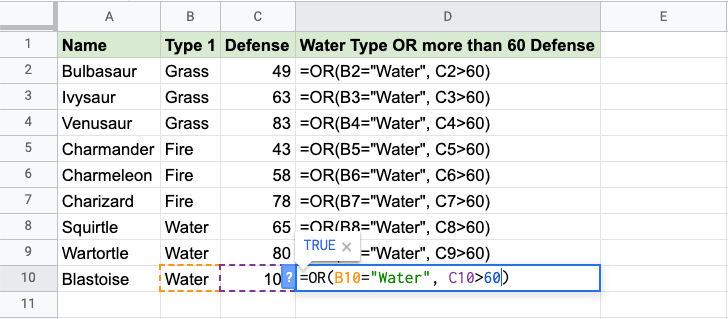 A B C D E
1 Name Type 1 Defense Water Type OR more than 60 Defense
2 Bulbasaur Grass 49 =OR(B2="Water", C2>60)
3 Ivysaur Grass 63 =OR(B3="Water", C3>60)
4 Venusaur Grass 83 =OR(B4="Water", C4>60)
5 Charmander Fire 43 =OR(B5="Water", C5>60)
6 Charmeleon Fire 58 =OR(B6="Water", C6>60)
7 Charizard Fire 78 =OR(B7="Water", C7>60)
8 Squirtle Water 65 =OR(B8="Water", C8>60)
TRUE ×
9 Wartortle Water 80 C9>60)
10 Blastoise Water 10 ? =OR(B10="Water", C10>60)
11